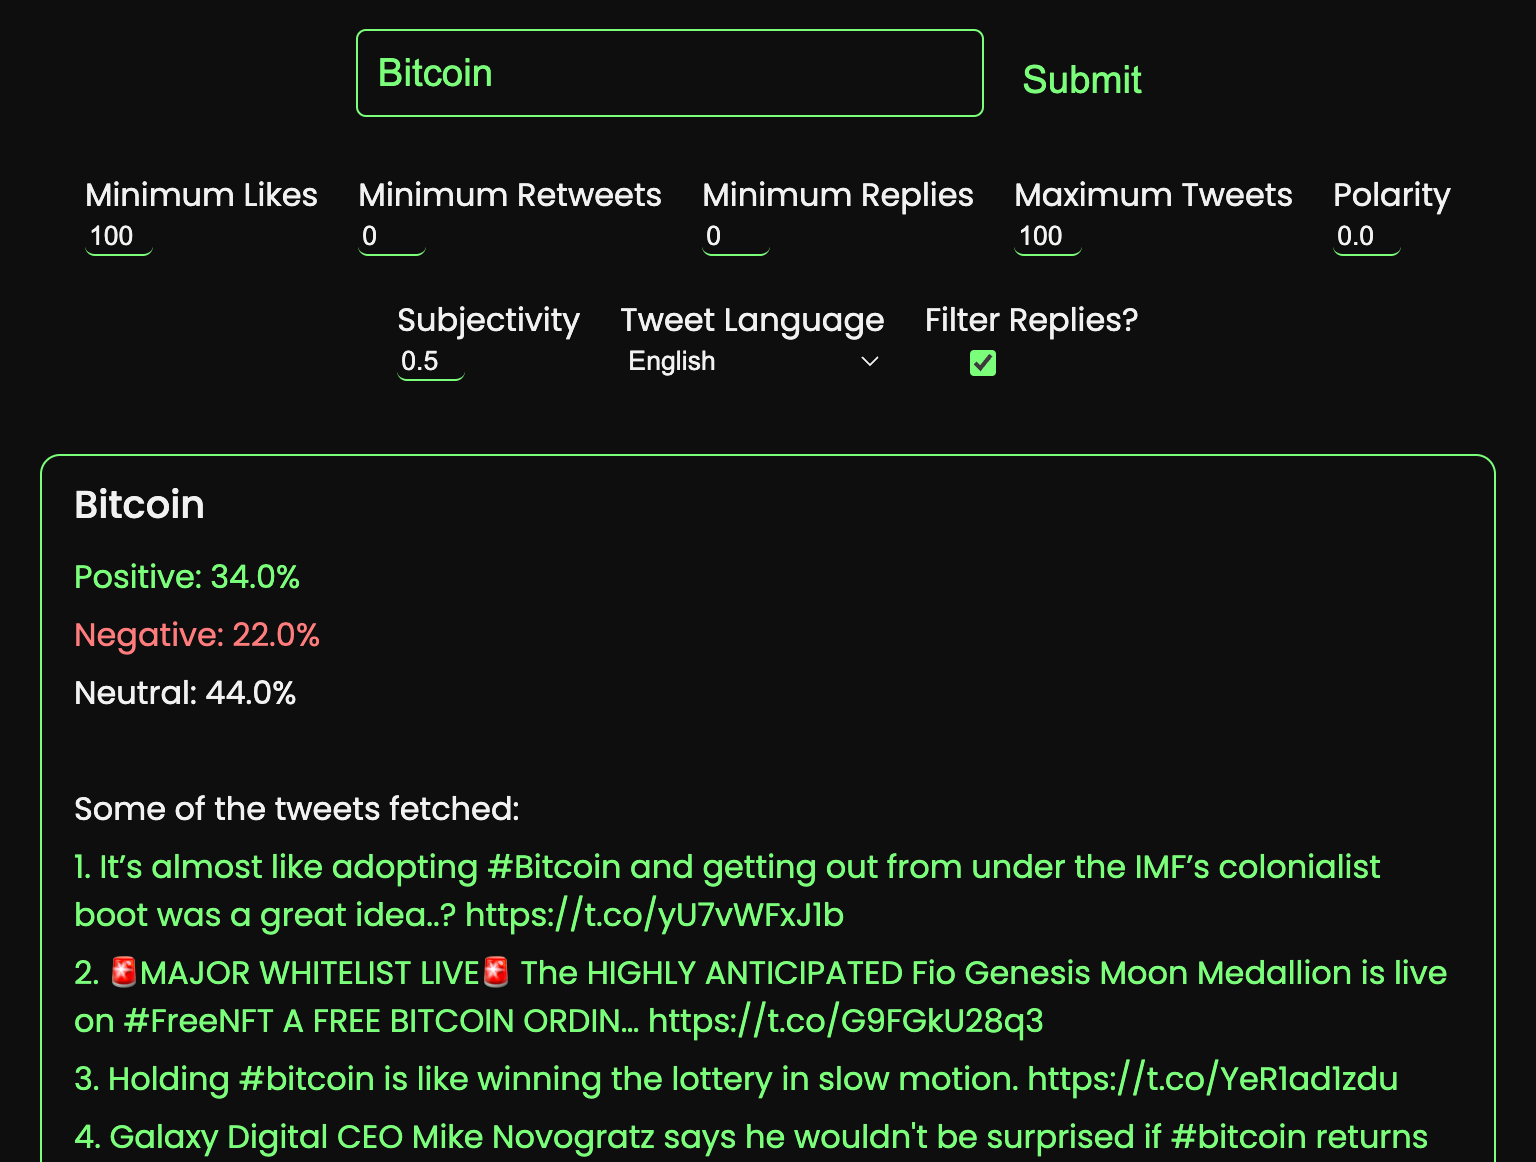 Bitcoin
Submit
Minimum Likes Minimum Retweets Minimum Replies Maximum Tweets Polarity
100 0 0 100 0.0
Subjectivity Tweet Language Filter Replies?
0.5 English
Bitcoin
Positive: 34.0%
Negative: 22.0%
Neutral: 44.0%
Some of the tweets fetched:
1. It’s almost like adopting #Bitcoin and getting out from under the IMF’s colonialist
boot was a great idea..? https://t.co/yU7vWFxJ1b
2. 🚨MAJOR WHITELIST LIVE🚨 The HIGHLY ANTICIPATED Fio Genesis Moon Medallion is live
on #FreeNFT A FREE BITCOIN ORDIN… https://t.co/G9FGkU28q3
3. Holding #bitcoin is like winning the lottery in slow motion. https://t.co/YeR1ad1zdu
4. Galaxy Digital CEO Mike Novogratz says he wouldn't be surprised if #bitcoin returns